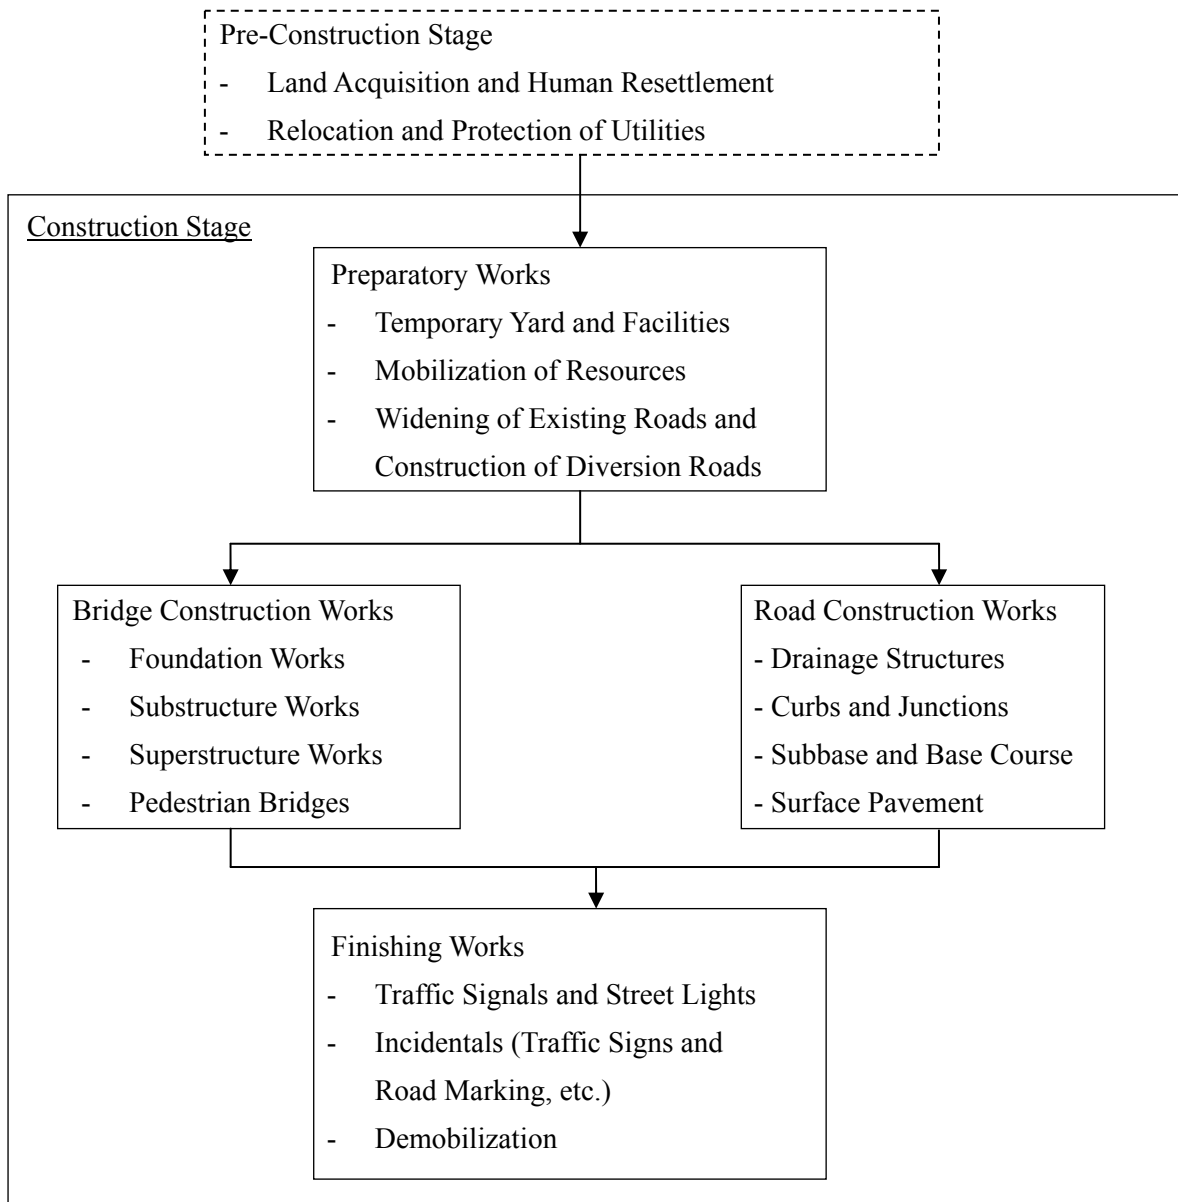 Pre-Construction Stage
- Land Acquisition and Human Resettlement
- Relocation and Protection of Utilities
Construction Stage
Preparatory Works
- Temporary Yard and Facilities
- Mobilization of Resources
- Widening of Existing Roads and
Construction of Diversion Roads
Bridge Construction Works
- Foundation Works
- Substructure Works
- Superstructure Works
- Pedestrian Bridges
Road Construction Works
- Drainage Structures
- Curbs and Junctions
- Subbase and Base Course
- Surface Pavement
Finishing Works
- Traffic Signals and Street Lights
- Incidentals (Traffic Signs and
Road Marking, etc.)
- Demobilization